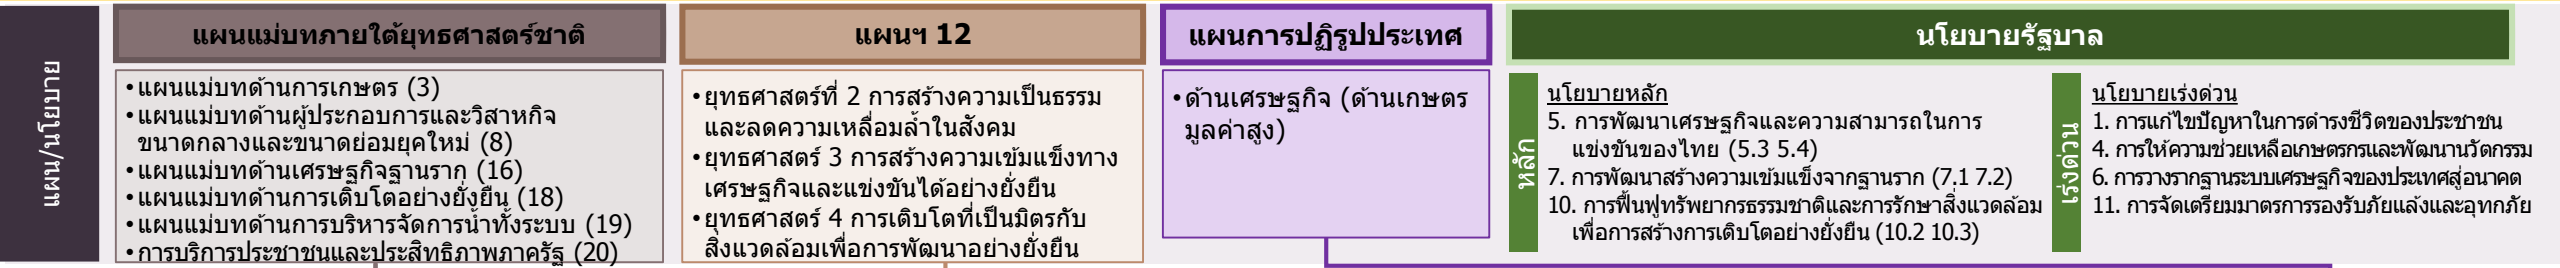 แผน/นโยบาย
แผนแม่บทภายใต้ยุทธศาสตร์ชาติ
•แผนแม่บทด้านการเกษตร (3)
•แผนแม่บทด้านผู้ประกอบการและวิสาหกิจ
ขนาดกลางและขนาดย่อมยุคใหม่ (8)
•แผนแม่บทด้านเศรษฐกิจฐานราก (16)
•แผนแม่บทด้านการเติบโตอย่างยั่งยืน (18)
•แผนแม่บทด้านการบริหารจัดการน้ำทั้งระบบ (19)
•การบริการประชาชนและประสิทธิภาพภาครัฐ (20)
แผนฯ 12
•ยุทธศาสตร์ที่ 2 การสร้างความเป็นธรรม
และลดความเหลื่อมล้ำในสังคม
•ยุทธศาสตร์ 3 การสร้างความเข้มแข็งทาง
เศรษฐกิจและแข่งขันได้อย่างยั่งยืน
•ยุทธศาสตร์ 4 การเติบโตที่เป็นมิตรกับ
สิ่งแวดล้อมเพื่อการพัฒนาอย่างยั่งยืน
แผนการปฏิรูปประเทศ
•ด้านเศรษฐกิจ (ด้านเกษตร
มูลค่าสูง)
นโยบายรัฐบาล
หลัก
นโยบายหลัก
5. การพัฒนาเศรษฐกิจและความสามารถในการ
แข่งขันของไทย (5.3 5.4)
7. การพัฒนาสร้างความเข้มแข็งจากฐานราก (7.1 7.2)
10. การฟื้นฟูทรัพยากรธรรมชาติและการรักษาสิ่งแวดล้อม
เพื่อการสร้างการเติบโตอย่างยั่งยืน (10.2 10.3)
เร่งด่วน
นโยบายเร่งด่วน
1. การแก้ไขปัญหาในการดำรงชีวิตของประชาชน
4. การให้ความช่วยเหลือเกษตรกรและพัฒนานวัตกรรม
6. การวางรากฐานระบบเศรษฐกิจของประเทศสู่อนาคต
11. การจัดเตรียมมาตรการรองรับภัยแล้งและอุทกภัย